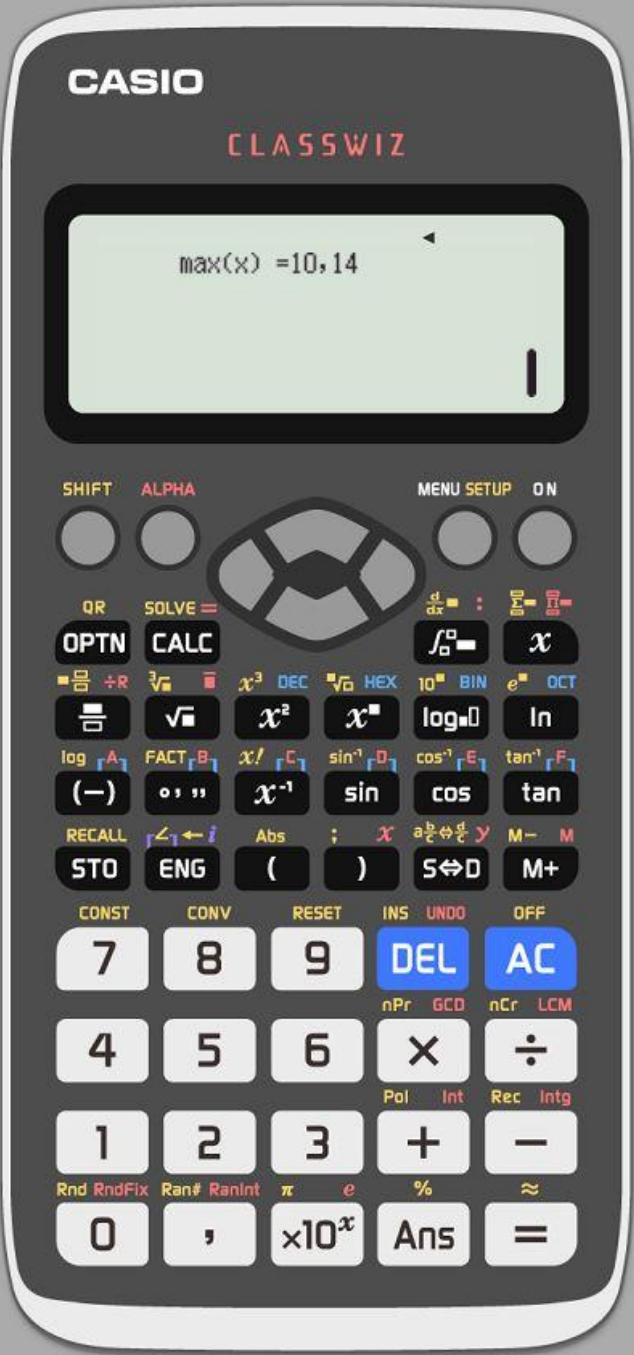 CASIO
CLASSWIZ
◄
max(x) =10,14
SHIFT ALPHA MENU SETUP ON
QR SOLVE = d/dx■ : Σ▯- Π▯-
OPTN CALC ∫■ x
■▯/▯ ÷R ∛■ x³ DEC ■√▯ HEX 10■ BIN e■ OCT
√■ x² x■ log■▯ ln
log A FACT B x! C sin⁻¹ D cos⁻¹ E tan⁻¹ F
(—) ° ’ ” x⁻¹ sin cos tan
RECALL ∠ ← i Abs ; x a b/c ⇔ d/c y M− M
STO ENG ( ) S⇔D M+
CONST CONV RESET INS UNDO OFF
7 8 9 DEL AC
nPr GCD nCr LCM
4 5 6 × ÷
Pol Int Rec Intg
1 2 3 + −
Rnd RndFix Ran# RanInt π e % ≈
0 , ×10ˣ Ans =